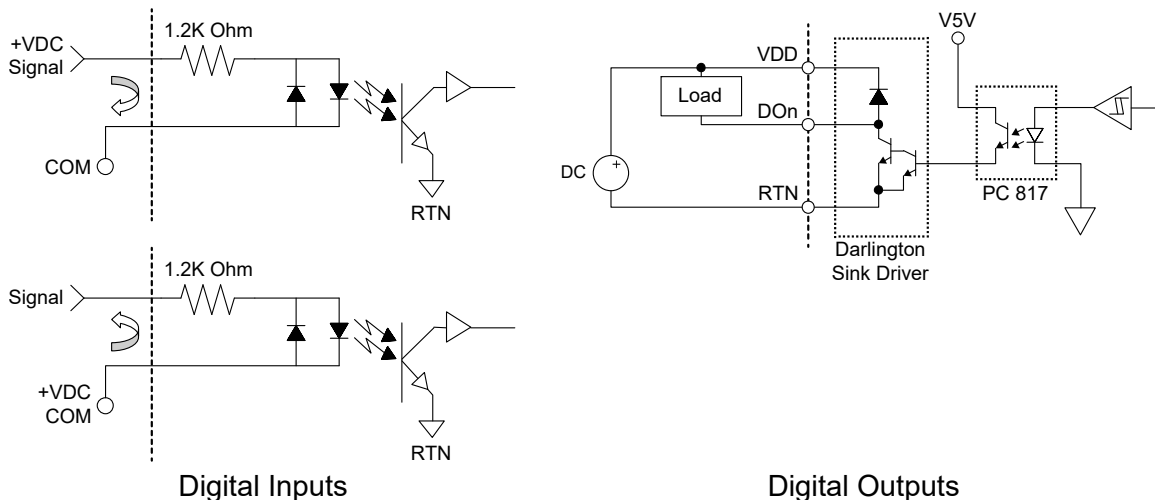 1.2K Ohm
+VDC
Signal
COM
RTN
1.2K Ohm
Signal
+VDC
COM
RTN
Digital Inputs
V5V
VDD
Load
DOn
DC
+
RTN
PC 817
Darlington
Sink Driver
Digital Outputs